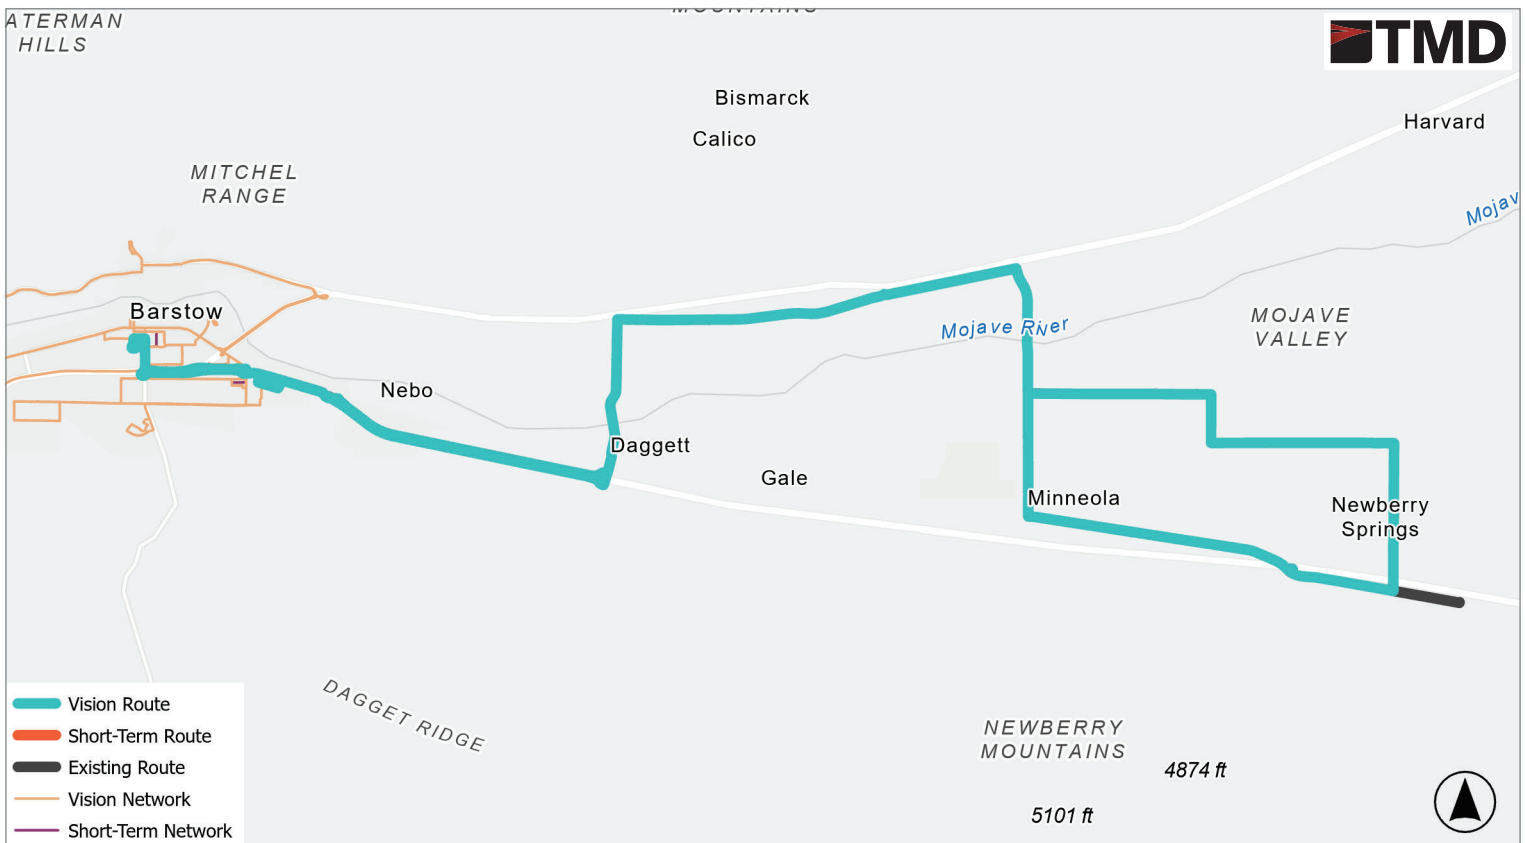 MOUNTAINS
ATERMAN
HILLS
TMD
Bismarck
Harvard
Calico
MITCHEL
RANGE
Mojav
Barstow
MOJAVE
VALLEY
Mojave River
Nebo
Daggett
Gale
Minneola
Newberry
Springs
DAGGET RIDGE
NEWBERRY
MOUNTAINS
4874 ft
5101 ft
Vision Route
Short-Term Route
Existing Route
Vision Network
Short-Term Network